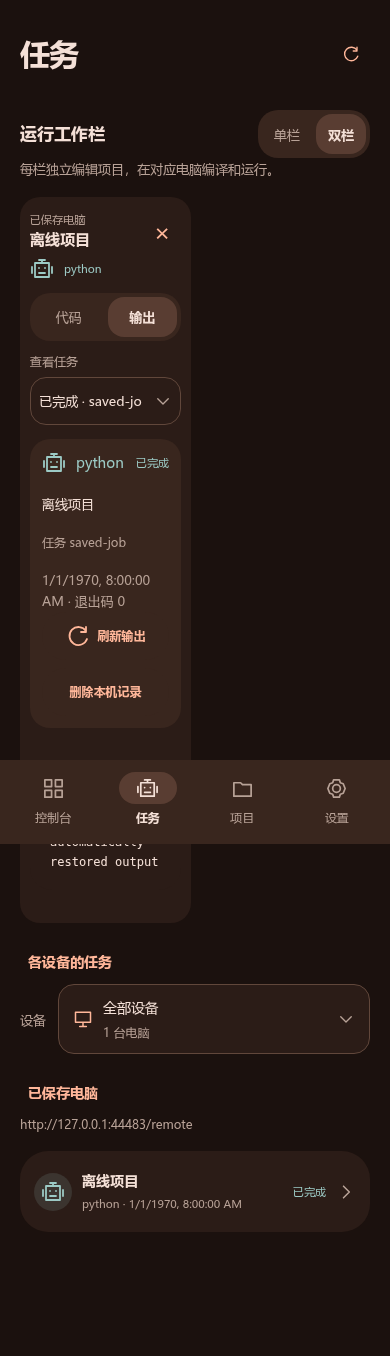 任务
运行工作栏
单栏
双栏
每栏独立编辑项目，在对应电脑编译和运行。
已保存电脑
离线项目
python
代码
输出
查看任务
已完成 · saved-jo
python
已完成
离线项目
任务 saved-job
1/1/1970, 8:00:00
AM · 退出码 0
刷新输出
删除本机记录
控制台
任务
项目
设置
automatically
restored output
各设备的任务
设备
全部设备
1 台电脑
已保存电脑
http://127.0.0.1:44483/remote
离线项目
python · 1/1/1970, 8:00:00 AM
已完成